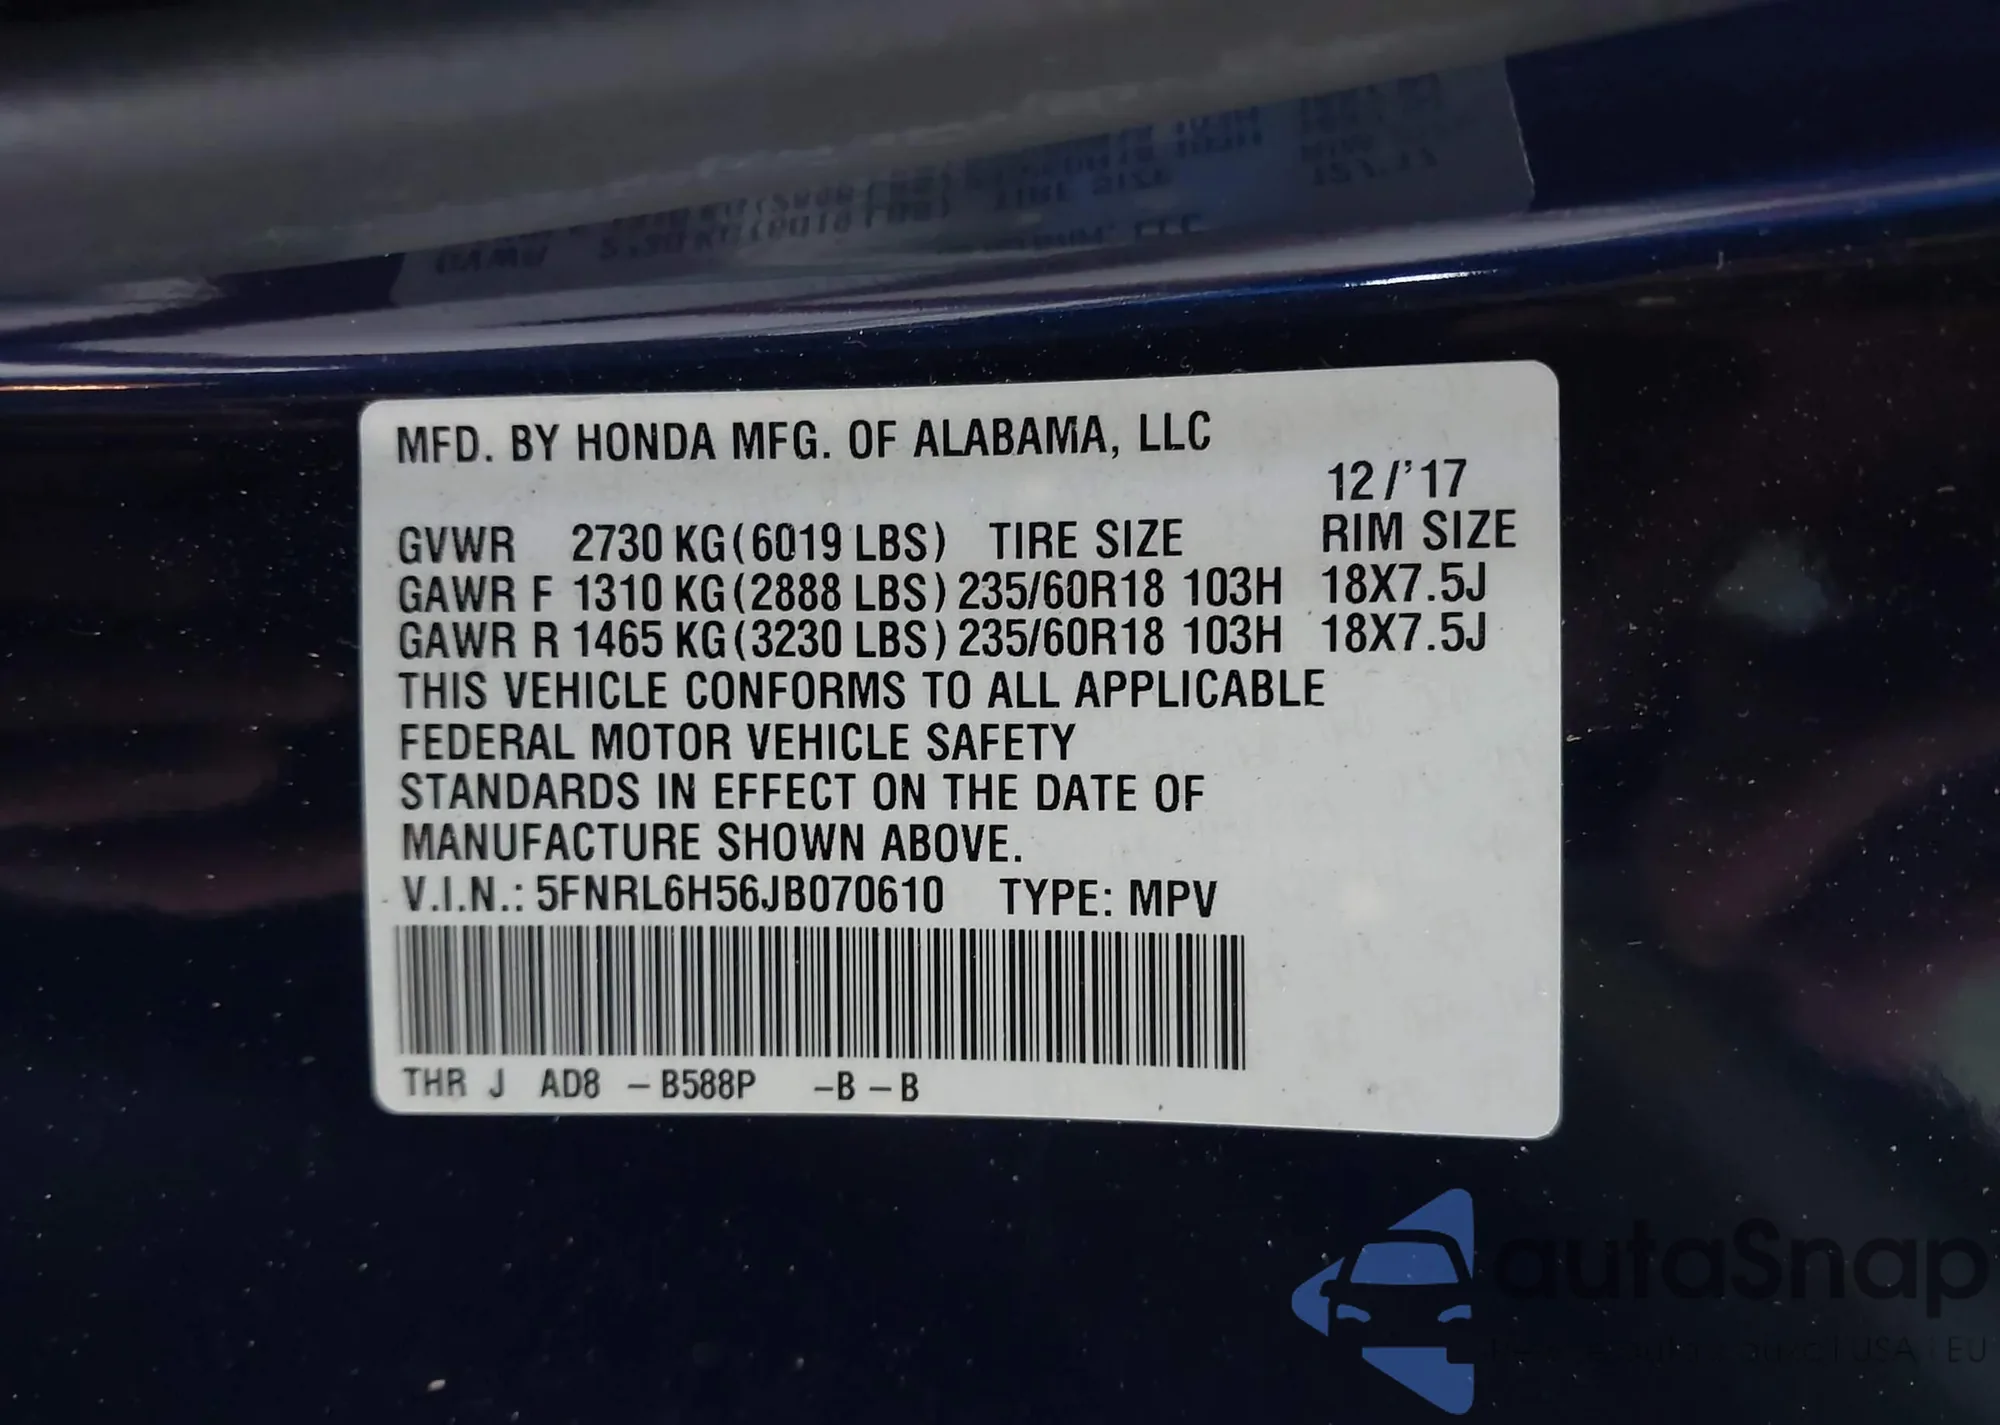 MFD. BY HONDA MFG. OF ALABAMA, LLC
12/'17
GVWR 2730 KG(6019 LBS) TIRE SIZE RIM SIZE
GAWR F 1310 KG(2888 LBS) 235/60R18 103H 18X7.5J
GAWR R 1465 KG(3230 LBS) 235/60R18 103H 18X7.5J
THIS VEHICLE CONFORMS TO ALL APPLICABLE
FEDERAL MOTOR VEHICLE SAFETY
STANDARDS IN EFFECT ON THE DATE OF
MANUFACTURE SHOWN ABOVE.
V.I.N.: 5FNRL6H56JB070610 TYPE: MPV
THR J AD8 -B588P -B-B
autoSnap
USA | EU